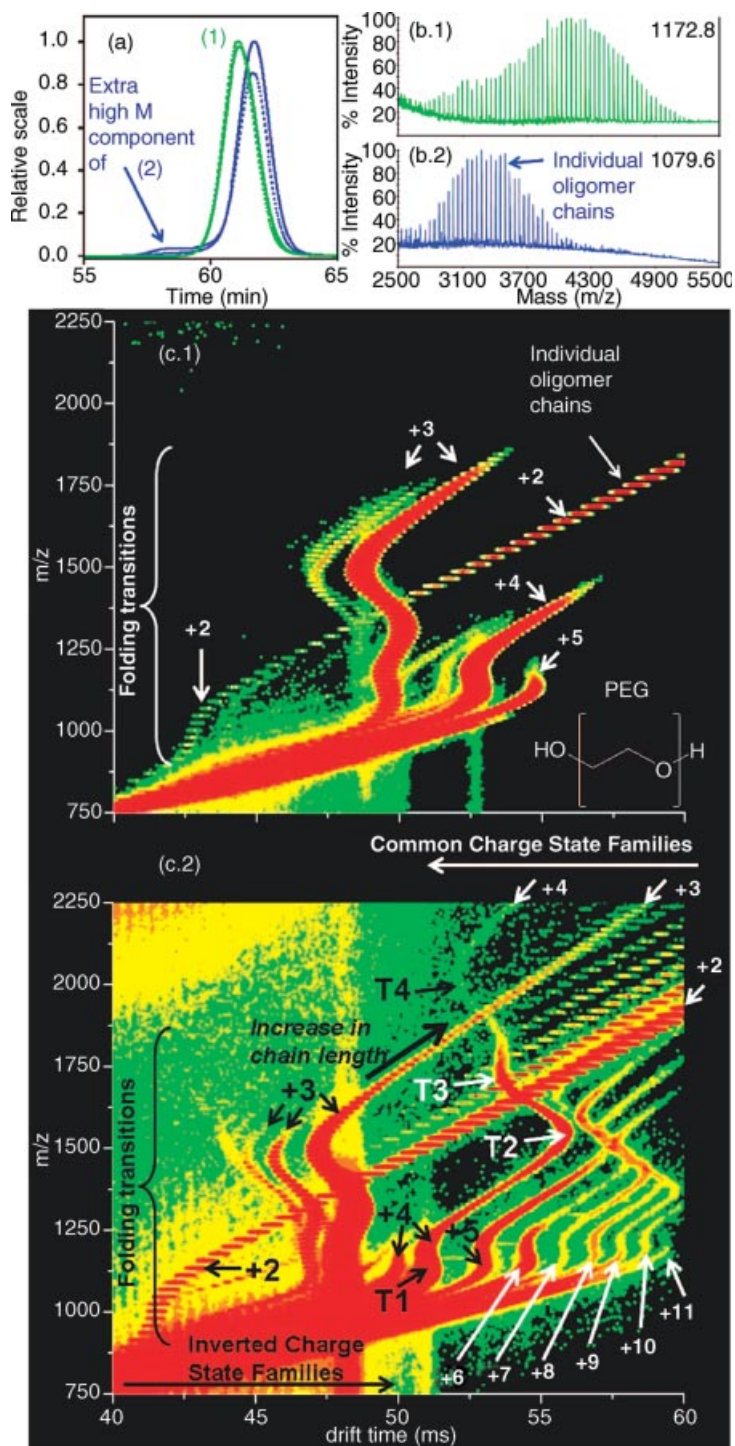 (a)
(1)
Extra
high M
component
of
(2)
Relative scale
1.0
0.8
0.6
0.4
0.2
0.0
55
60
65
Time (min)
(b.1)
1172.8
% Intensity
100
80
60
40
20
(b.2)
1079.6
Individual
oligomer
chains
% Intensity
100
80
60
40
20
2500
3100
3700
4300
4900
5500
Mass (m/z)
(c.1)
2250
2000
1750
1500
1250
1000
750
m/z
Folding transitions
+2
+3
+2
+4
+5
Individual
oligomer
chains
PEG
HO
O
H
(c.2)
Common Charge State Families
+4
+3
+2
2250
2000
1750
1500
1250
1000
750
m/z
Folding transitions
T4
Increase in
chain length
+3
T3
T2
+4
+5
+2
T1
Inverted Charge
State Families
+6
+7
+8
+9
+10
+11
40
45
50
55
60
drift time (ms)